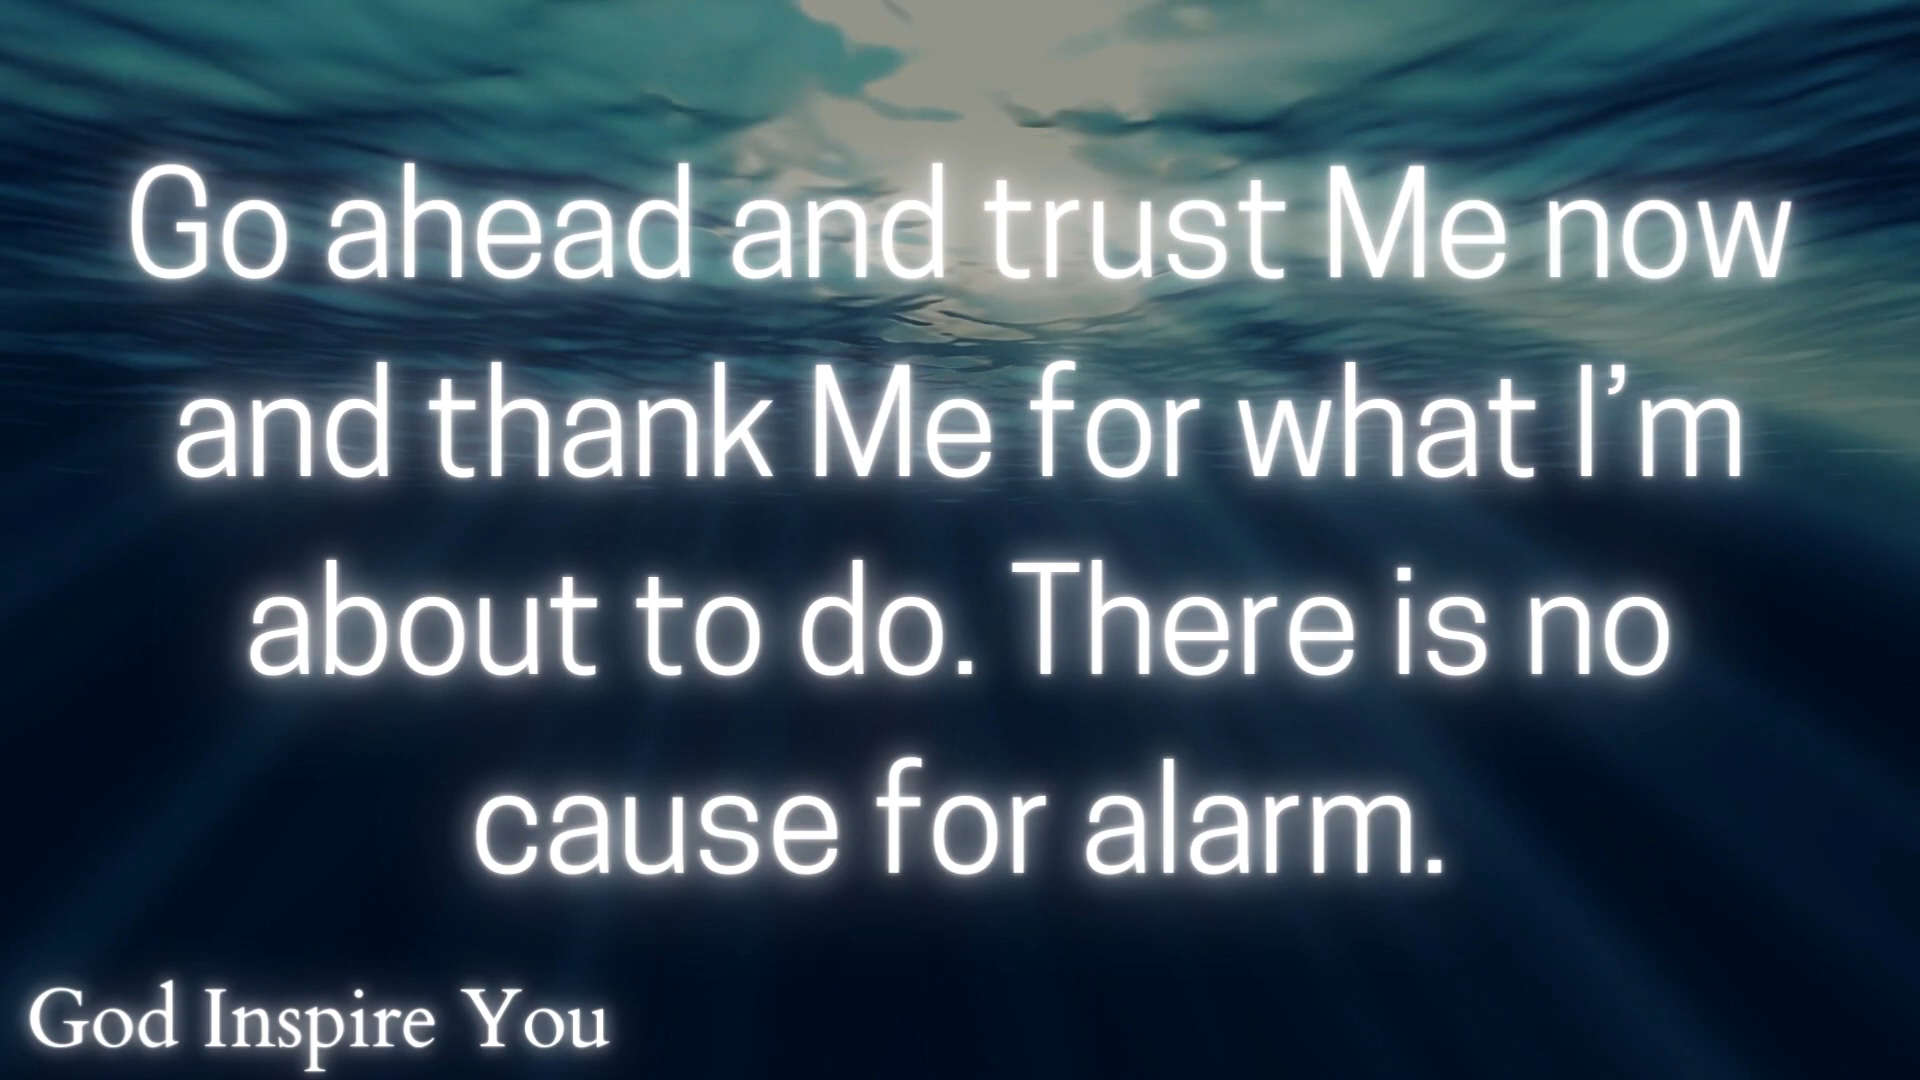 Go ahead and trust Me now
and thank Me for what I’m
about to do. There is no
cause for alarm.
God Inspire You